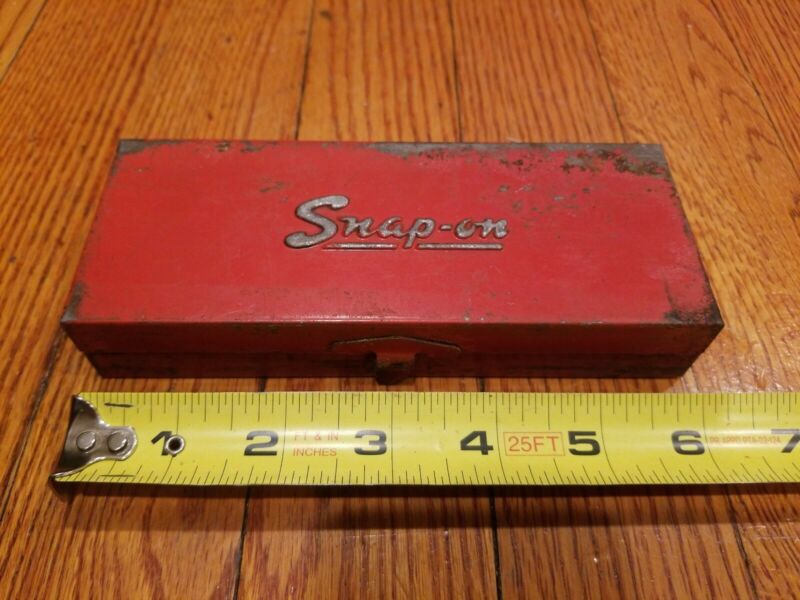 Snap-on
1 2 3 4 5 6 7
FT & IN
INCHES
25FT